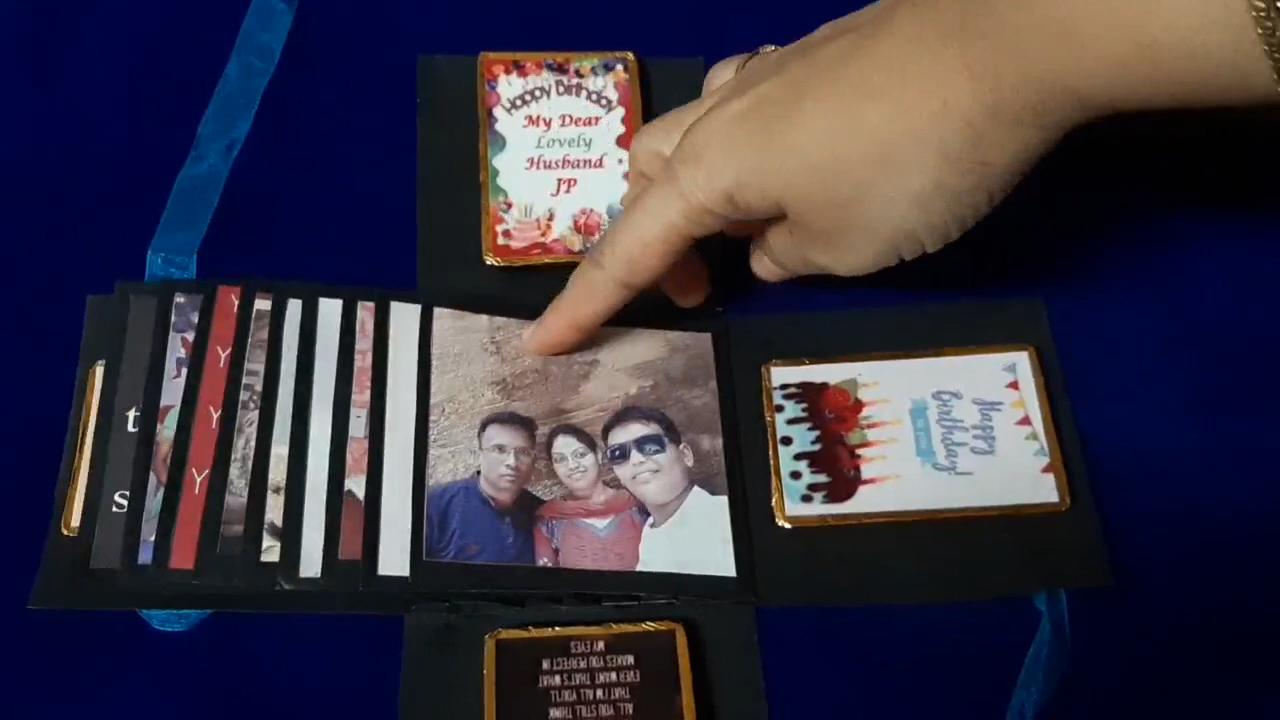 Happy Birthday
My Dear
Lovely
Husband
JP
Y
Y
Y
Y
t
s
Happy
Birthday!
ALL, YOU STILL THINK
THAT I'M ALL YOU'LL
EVER WANT THAT'S WHAT
MAKES YOU PERFECT IN
MY EYES